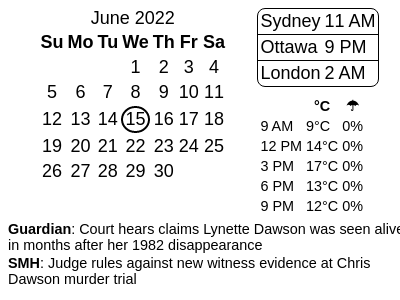 June 2022
Su Mo Tu We Th Fr Sa
1 2 3 4
5 6 7 8 9 10 11
12 13 14 15 16 17 18
19 20 21 22 23 24 25
26 27 28 29 30
Sydney 11 AM
Ottawa 9 PM
London 2 AM
°C ☂
9 AM 9°C 0%
12 PM 14°C 0%
3 PM 17°C 0%
6 PM 13°C 0%
9 PM 12°C 0%
Guardian: Court hears claims Lynette Dawson was seen alive
in months after her 1982 disappearance
SMH: Judge rules against new witness evidence at Chris
Dawson murder trial